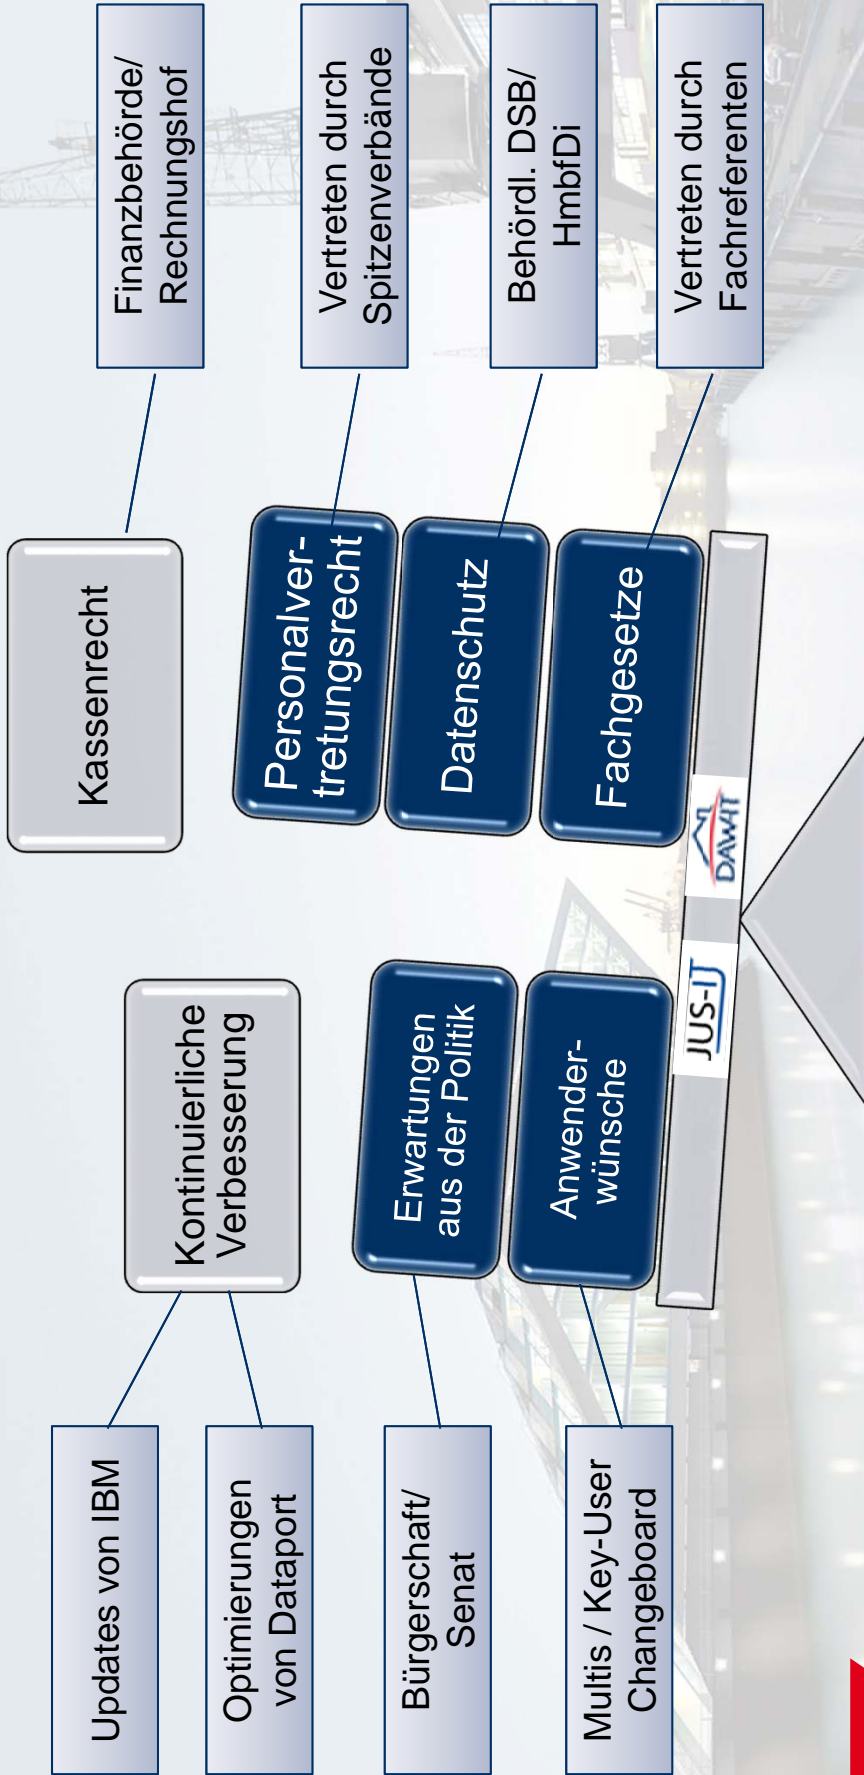 Updates von IBM
Optimierungen
von Dataport
Bürgerschaft/
Senat
Multis / Key-User
Changeboard
Kontinuierliche
Verbesserung
Erwartungen
aus der Politik
Anwender-
wünsche
JUS-IT
Kassenrecht
Personalver-
tretungsrecht
Datenschutz
Fachgesetze
DAWIT
Finanzbehörde/
Rechnungshof
Vertreten durch
Spitzenverbände
Behördl. DSB/
HmbfDi
Vertreten durch
Fachreferenten